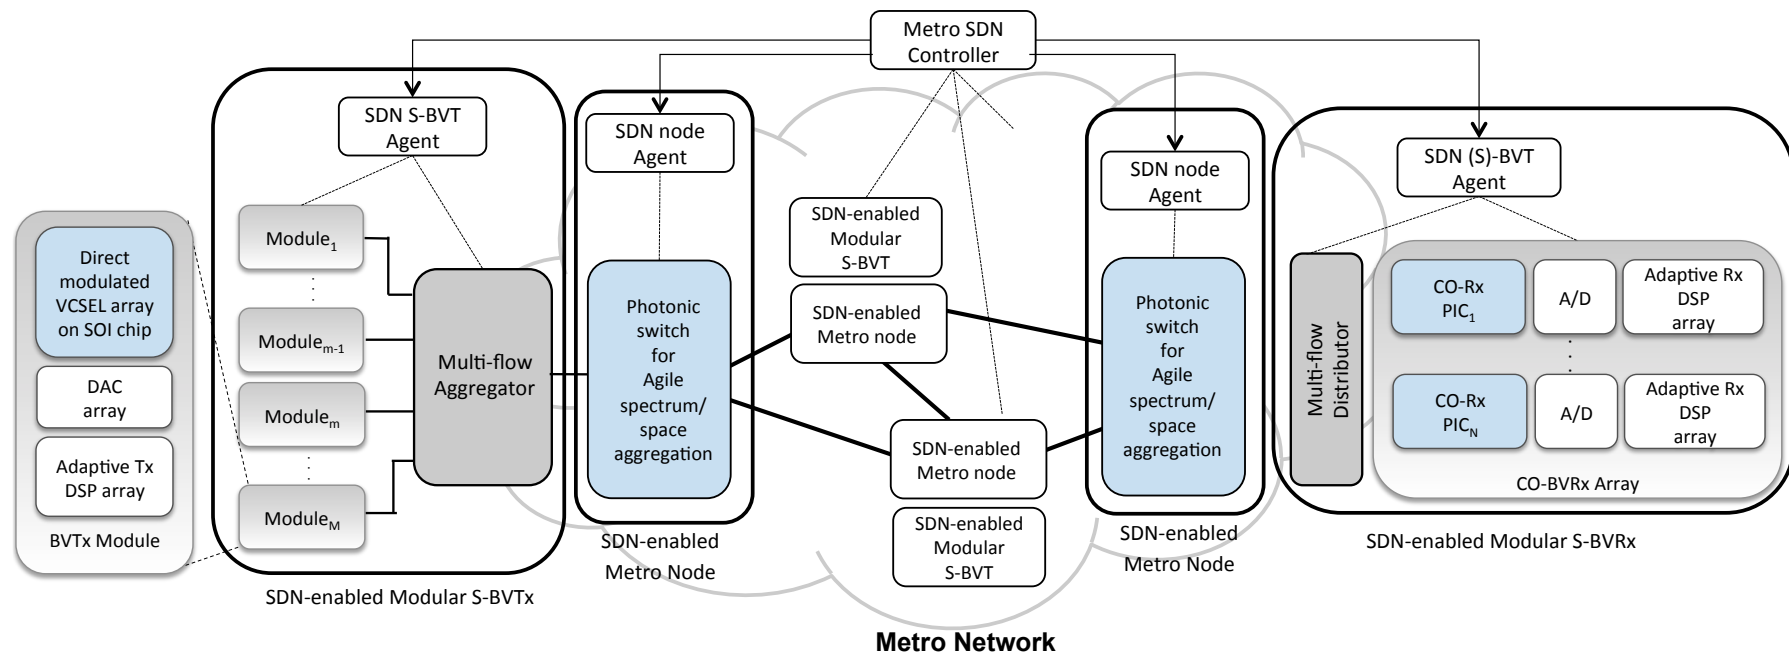 Metro SDN
Controller
SDN S-BVT
Agent
SDN node
Agent
SDN node
Agent
SDN (S)-BVT
Agent
Direct
modulated
VCSEL array
on SOI chip
DAC
array
Adaptive Tx
DSP array
BVTx Module
Module1
Modulem-1
Modulem
ModuleM
Multi-flow
Aggregator
SDN-enabled Modular S-BVTx
Photonic
switch
for
Agile
spectrum/
space
aggregation
SDN-enabled
Metro Node
SDN-enabled
Modular
S-BVT
SDN-enabled
Metro node
SDN-enabled
Metro node
SDN-enabled
Modular
S-BVT
Photonic
switch
for
Agile
spectrum/
space
aggregation
SDN-enabled
Metro Node
Multi-flow
Distributor
CO-Rx
PIC1
A/D
Adaptive Rx
DSP
array
CO-Rx
PICN
A/D
Adaptive Rx
DSP
array
CO-BVRx Array
SDN-enabled Modular S-BVRx
Metro Network